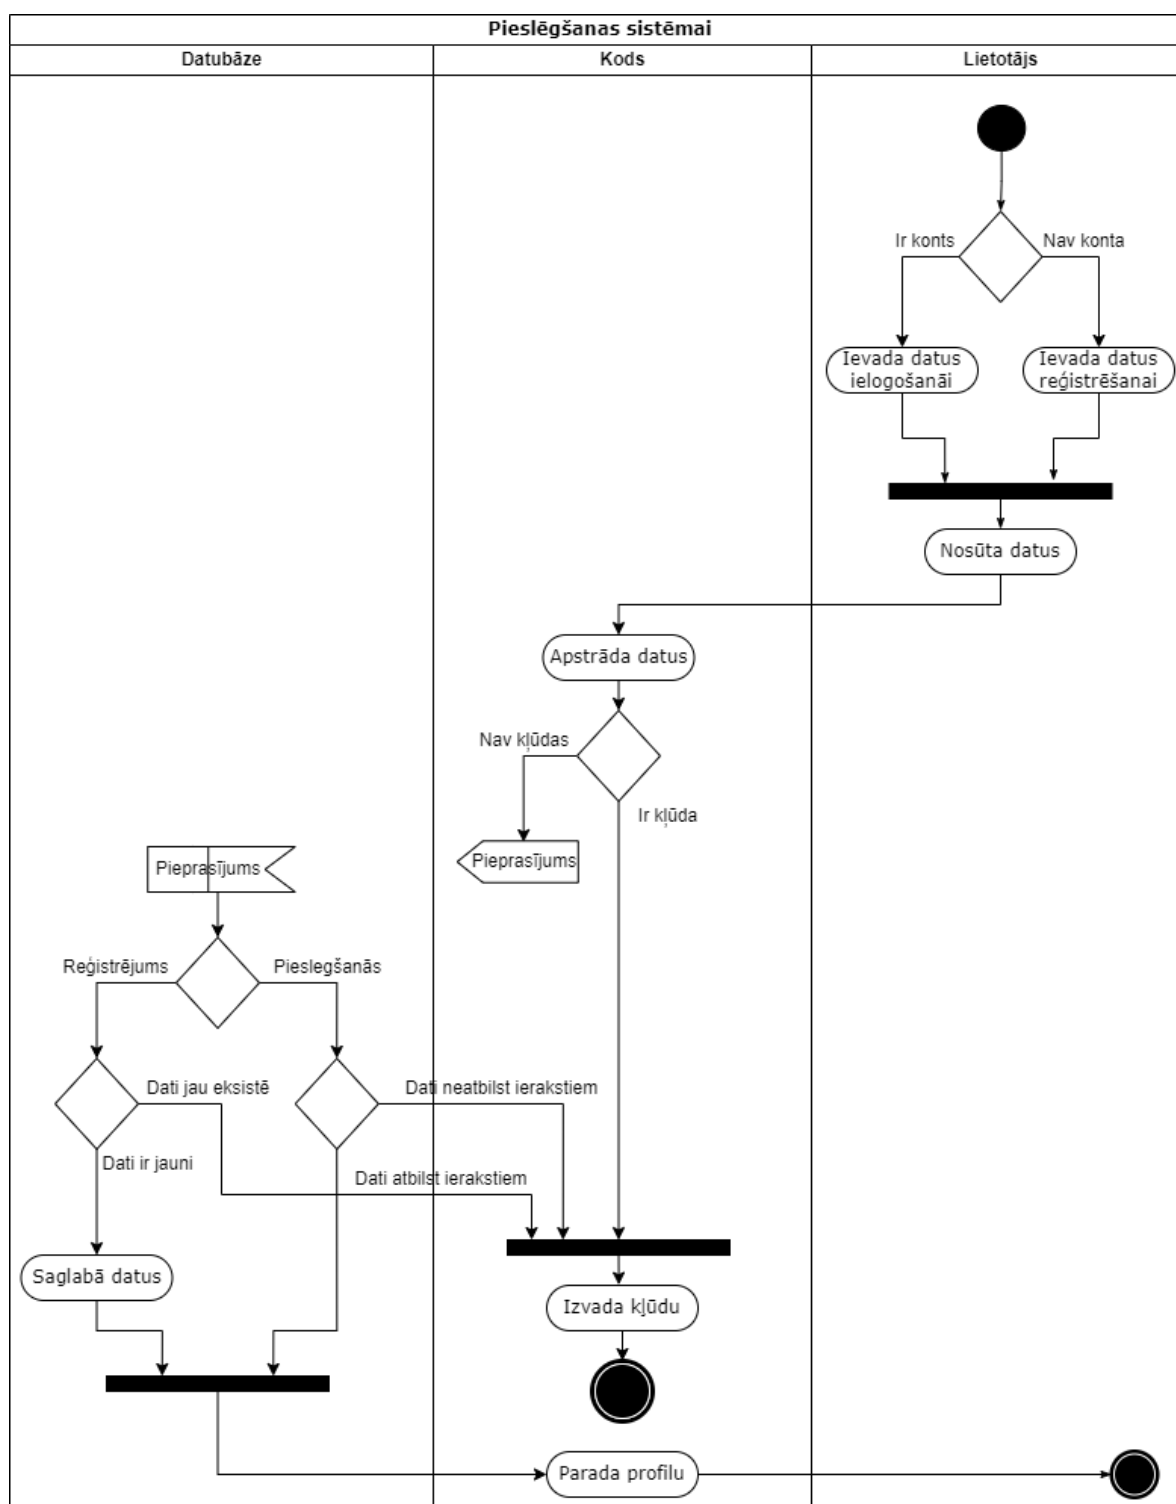 Pieslēgšanas sistēmai
Datubāze
Kods
Lietotājs
Ir konts
Nav konta
Ievada datus
ielogošanāi
Ievada datus
reģistrēšanai
Nosūta datus
Apstrāda datus
Nav kļūdas
Ir kļūda
Pieprasījums
Pieprasījums
Reģistrējums
Pieslegšanās
Dati jau eksistē
Dati neatbilst ierakstiem
Dati ir jauni
Dati atbilst ierakstiem
Saglabā datus
Izvada kļūdu
Parada profilu